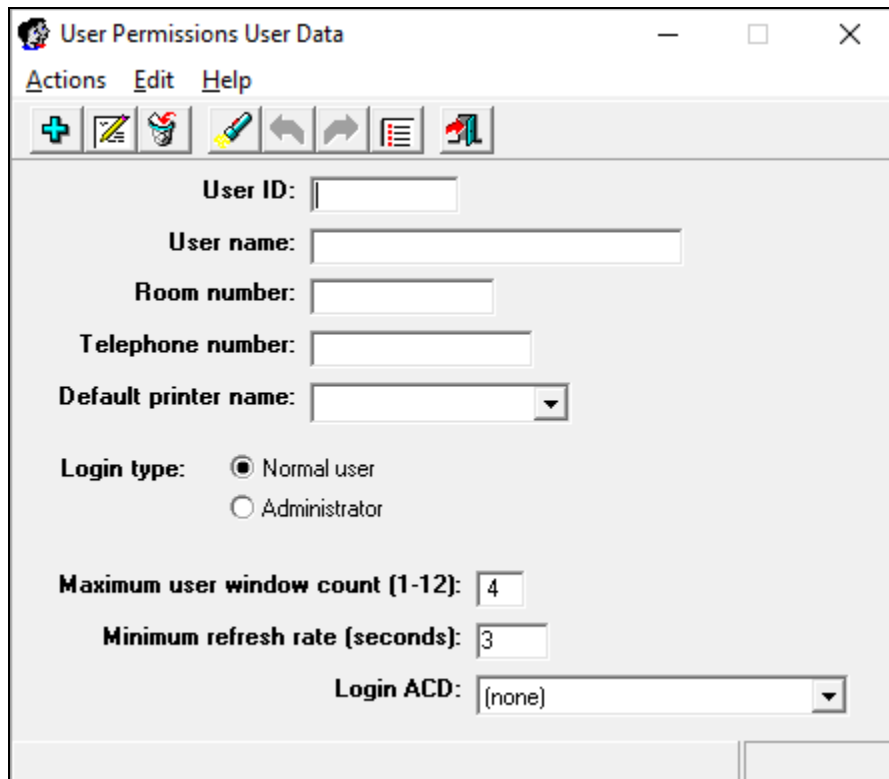 User Permissions User Data
Actions Edit Help
User ID:
User name:
Room number:
Telephone number:
Default printer name:
Login type: Normal user
Administrator
Maximum user window count (1-12): 4
Minimum refresh rate (seconds): 3
Login ACD: (none)